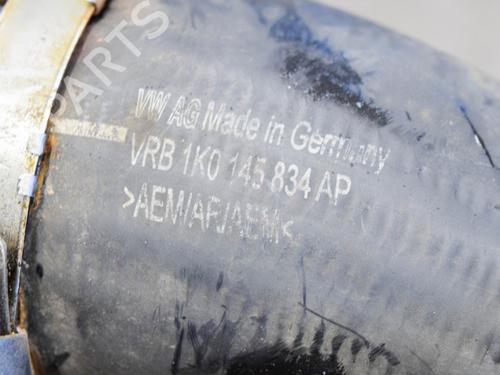 PARTS
VW AG Made in Germany
VRB 1K0 145 834 AP
>AEM/AR/AEM<